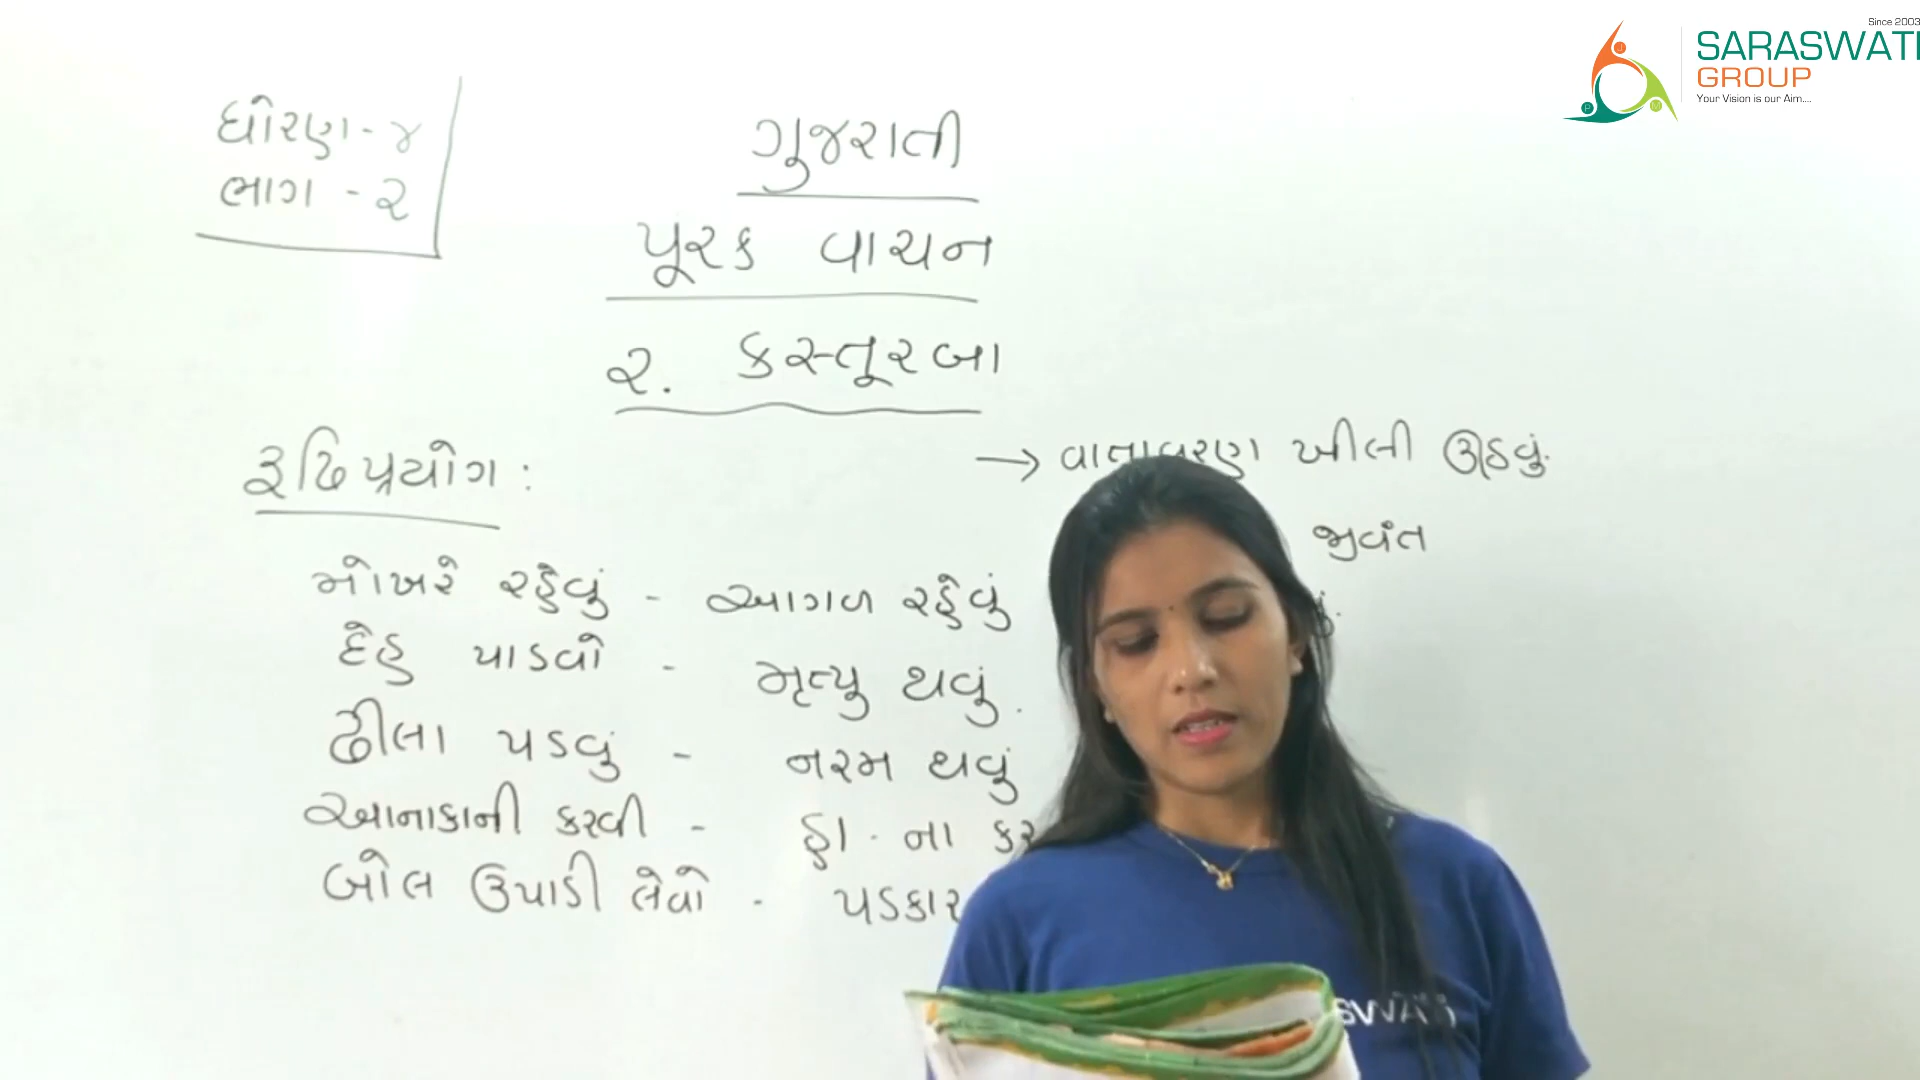 Since 2003
SARASWATI
GROUP
Your Vision is our Aim....
ધોરણ - ૪
ભાગ - ૨
ગુજરાતી
પૂરક વાચન
૨. કસ્તૂરબા
રૂઢિપ્રયોગ :
મોખરે રહેવું - આગળ રહેવું
દેહ પાડવો - મૃત્યુ થવું.
ઢીલા પડવું - નરમ થવું
આનાકાની કરવી - હા. ના
બોલ ઉપાડી લેવો - પડકાર
→ વાતાવરણ ખીલી ઊઠવું.
જીવંત